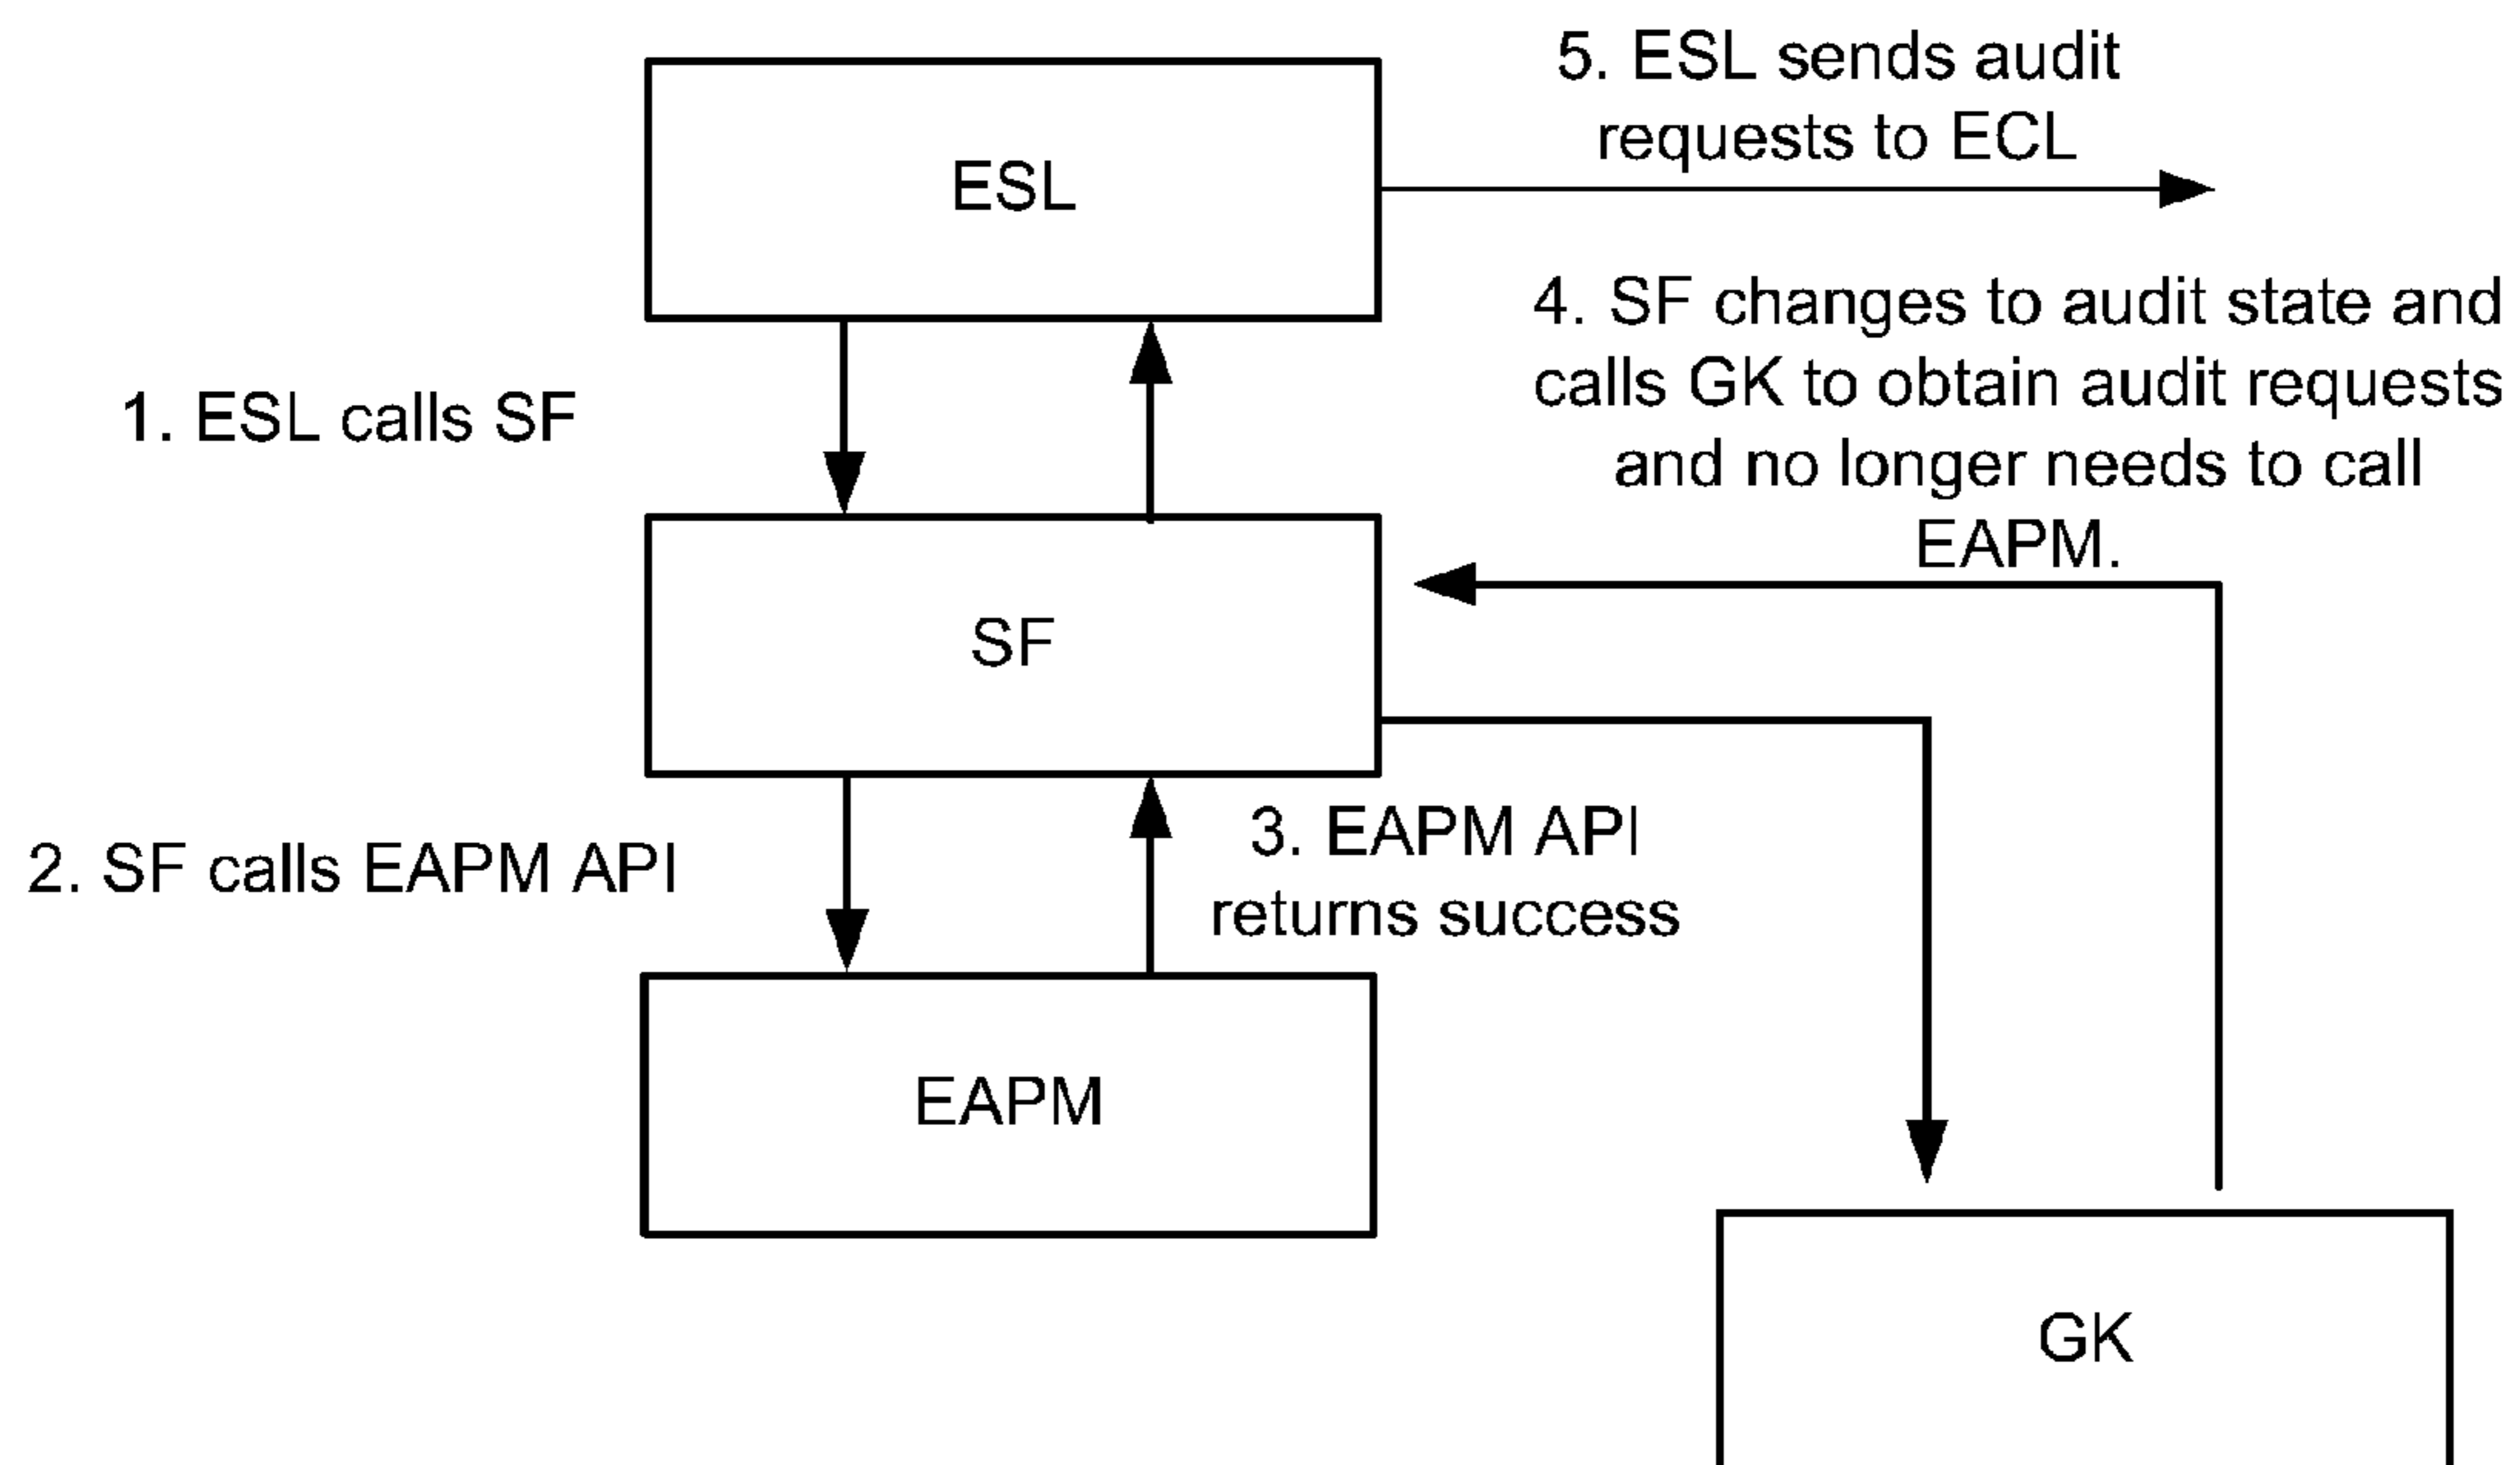 5. ESL sends audit
requests to ECL
ESL
4. SF changes to audit state and
calls GK to obtain audit requests
and no longer needs to call
EAPM.
1. ESL calls SF
SF
3. EAPM API
returns success
2. SF calls EAPM API
EAPM
GK